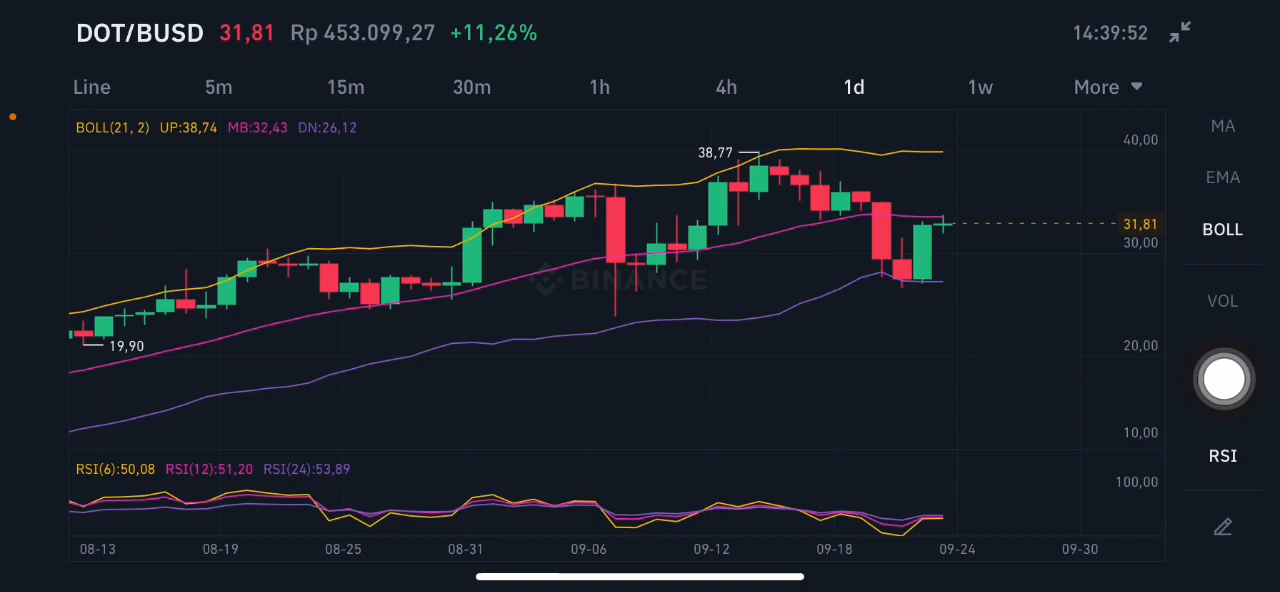 DOT/BUSD 31,81 Rp 453.099,27 +11,26% 14:39:52
Line 5m 15m 30m 1h 4h 1d 1w More
BOLL(21, 2) UP:38,74 MB:32,43 DN:26,12
MA
40,00
38,77
EMA
31,81
BOLL
30,00
BINANCE
VOL
19,90
20,00
10,00
RSI
RSI(6):50,08 RSI(12):51,20 RSI(24):53,89
100,00
08-13 08-19 08-25 08-31 09-06 09-12 09-18 09-24 09-30